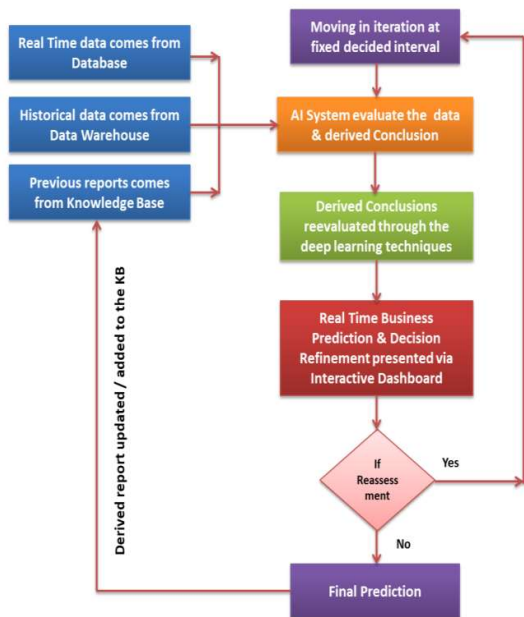 Real Time data comes from
Database
Historical data comes from
Data Warehouse
Previous reports comes
from Knowledge Base
Moving in iteration at
fixed decided interval
AI System evaluate the data
& derived Conclusion
Derived Conclusions
reevaluated through the
deep learning techniques
Real Time Business
Prediction & Decision
Refinement presented via
Interactive Dashboard
If
Reassess
ment
Yes
No
Final Prediction
Derived report updated / added to the KB